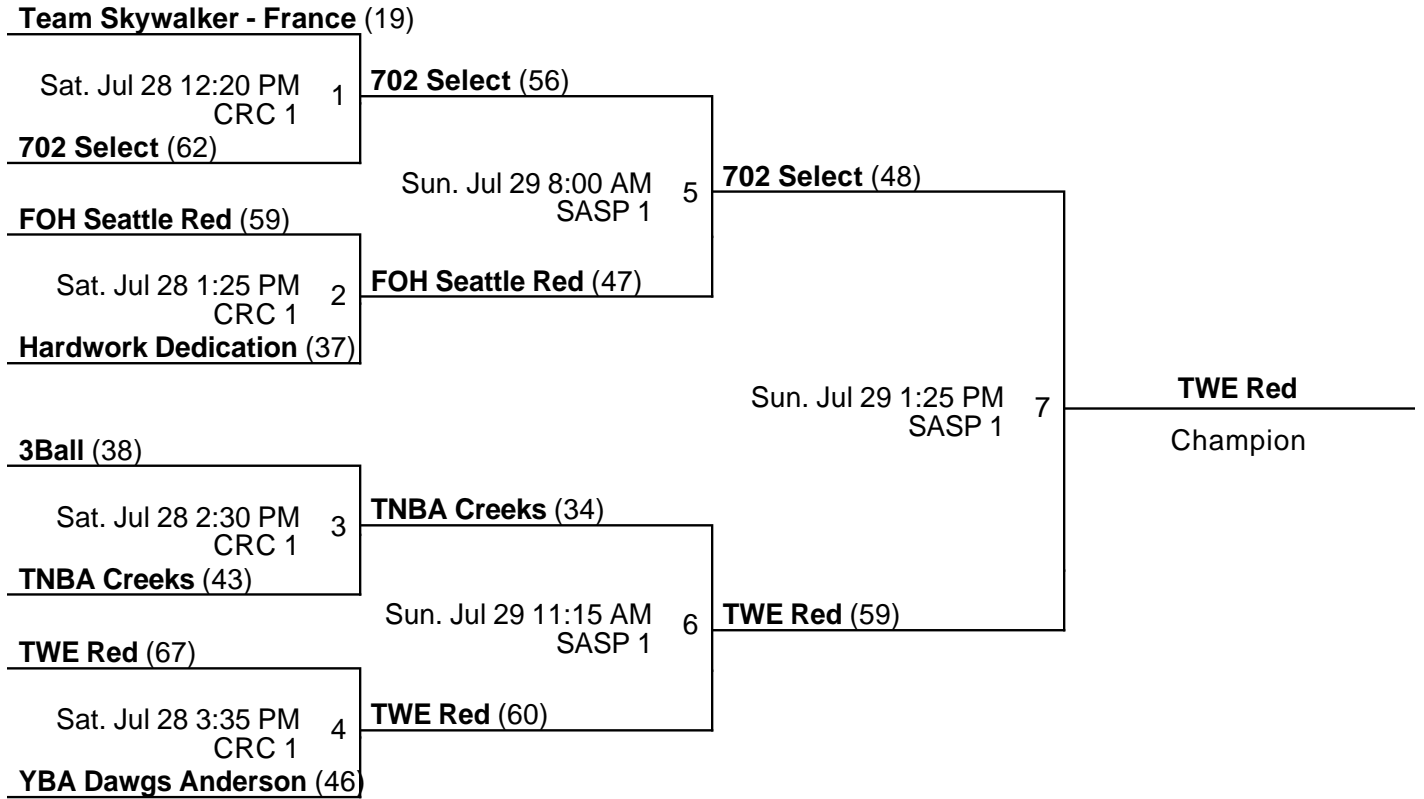 Team Skywalker - France (19)
Sat. Jul 28 12:20 PM
CRC 1
1
702 Select (62)
FOH Seattle Red (59)
Sat. Jul 28 1:25 PM
CRC 1
2
Hardwork Dedication (37)
3Ball (38)
Sat. Jul 28 2:30 PM
CRC 1
3
TNBA Creeks (43)
TWE Red (67)
Sat. Jul 28 3:35 PM
CRC 1
4
YBA Dawgs Anderson (46)
702 Select (56)
Sun. Jul 29 8:00 AM
SASP 1
5
FOH Seattle Red (47)
TNBA Creeks (34)
Sun. Jul 29 11:15 AM
SASP 1
6
TWE Red (60)
702 Select (48)
Sun. Jul 29 1:25 PM
SASP 1
7
TWE Red (59)
TWE Red
Champion